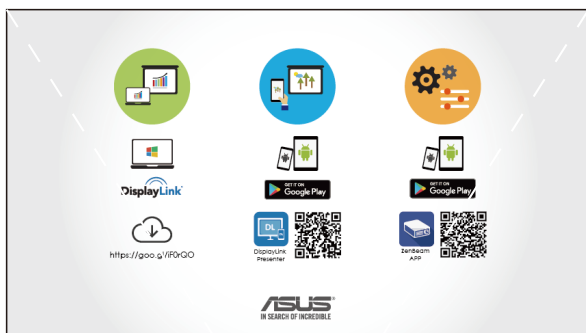 DisplayLink
https://goo.gl/iF0rQO
GET IT ON
Google Play
DL
DisplayLink
Presenter
GET IT ON
Google Play
ZenBeam
APP
ASUS
IN SEARCH OF INCREDIBLE